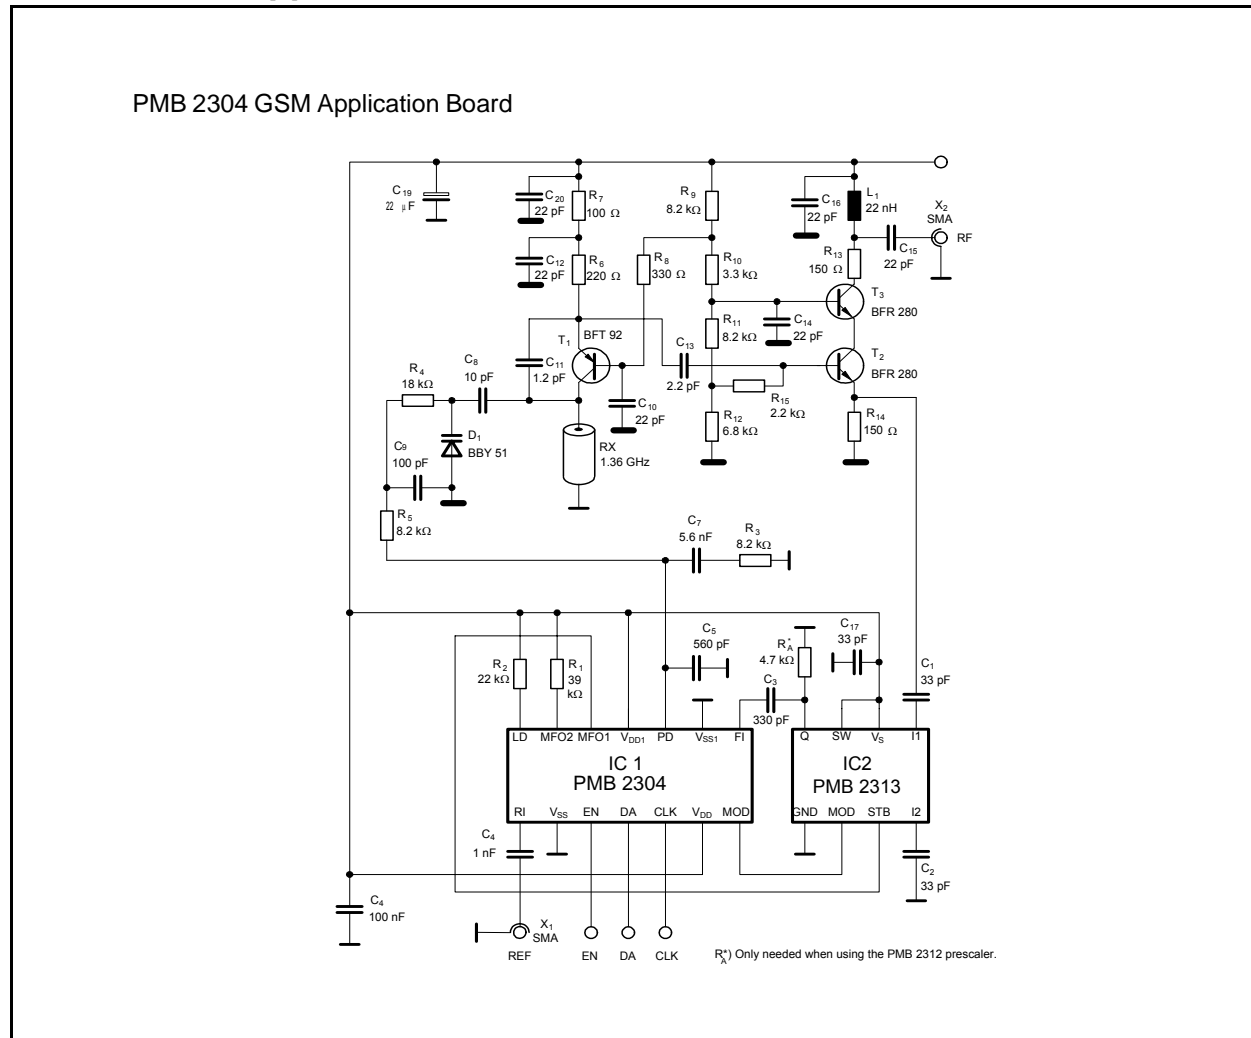 PMB 2304 GSM Application Board
C19
22 µF
C20
22 pF
R7
100 Ω
R9
8.2 kΩ
C16
22 pF
L1
22 nH
X2
SMA
RF
C12
22 pF
R6
220 Ω
R8
330 Ω
R10
3.3 kΩ
R13
150 Ω
C15
22 pF
T3
BFR 280
T1
BFT 92
R11
8.2 kΩ
C14
22 pF
C13
2.2 pF
T2
BFR 280
R4
18 kΩ
C8
10 pF
C11
1.2 pF
C10
22 pF
R15
2.2 kΩ
R12
6.8 kΩ
R14
150 Ω
C9
100 pF
D1
BBY 51
RX
1.36 GHz
R5
8.2 kΩ
C7
5.6 nF
R3
8.2 kΩ
R2
22 kΩ
R1
39
kΩ
C5
560 pF
R*A
4.7 kΩ
C17
33 pF
C3
330 pF
C1
33 pF
LD MFO2 MFO1 VDD1 PD VSS1 FI
IC 1
PMB 2304
RI VSS EN DA CLK VDD MOD
Q SW VS I1
IC2
PMB 2313
GND MOD STB I2
C4
1 nF
C2
33 pF
C4
100 nF
X1
SMA
REF EN DA CLK
R*A) Only needed when using the PMB 2312 prescaler.